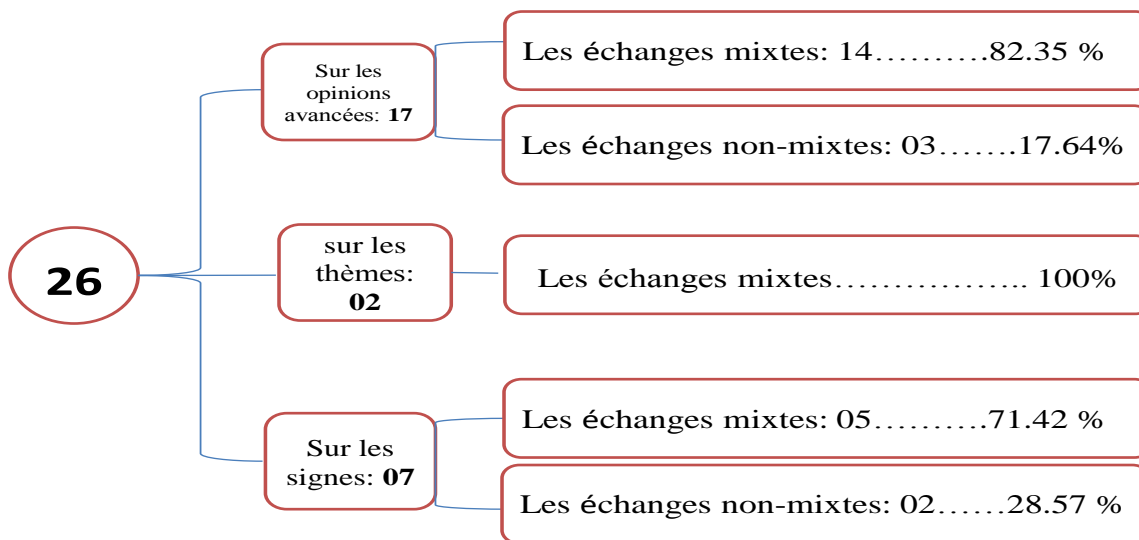 26
Sur les
opinions
avancées: 17
Les échanges mixtes: 14……….82.35 %
Les échanges non-mixtes: 03…….17.64%
sur les
thèmes:
02
Les échanges mixtes…………….. 100%
Sur les
signes: 07
Les échanges mixtes: 05……….71.42 %
Les échanges non-mixtes: 02……28.57 %